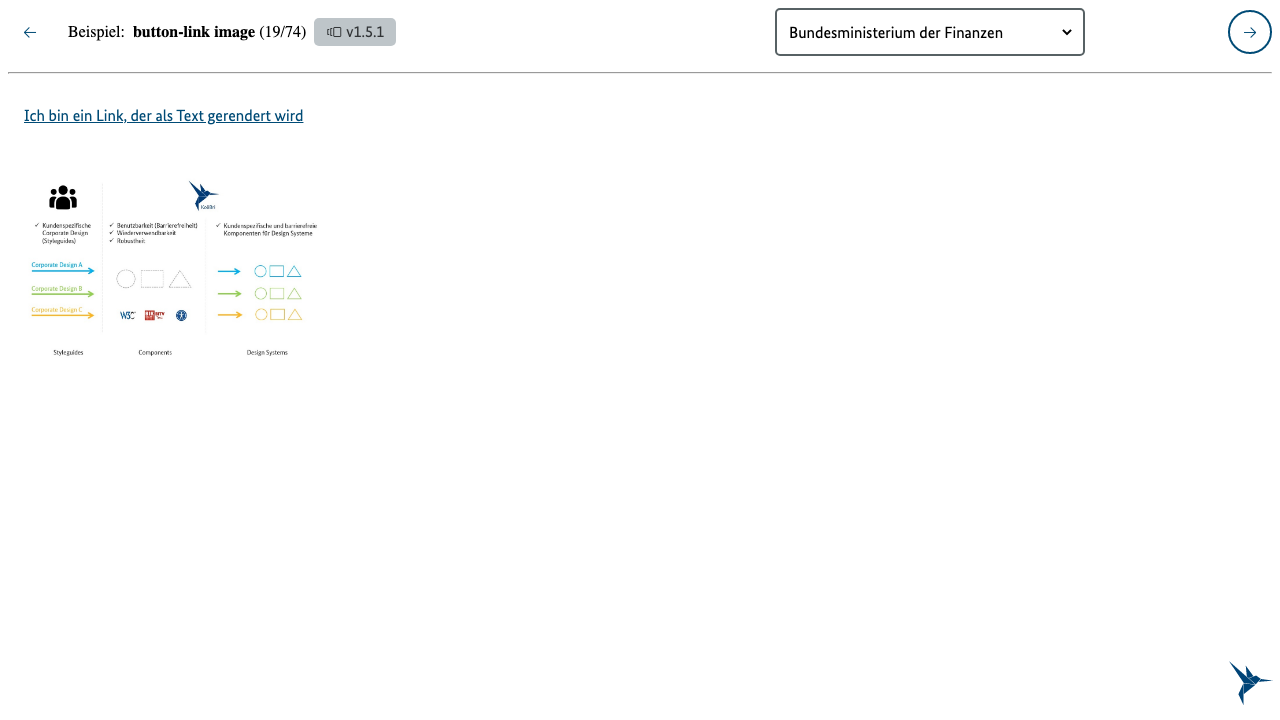 Beispiel: button-link image (19/74) v1.5.1
Bundesministerium der Finanzen
Ich bin ein Link, der als Text gerendert wird
KoliBri
✓ Kundenspezifische
Corporate Design
(Styleguides)
✓ Benutzbarkeit (Barrierefreiheit)
✓ Wiederverwendbarkeit
✓ Robustheit
✓ Kundenspezifische und barrierefreie
Komponenten für Design Systeme
Corporate Design A
Corporate Design B
Corporate Design C
W3C
Styleguides
Components
Design Systems